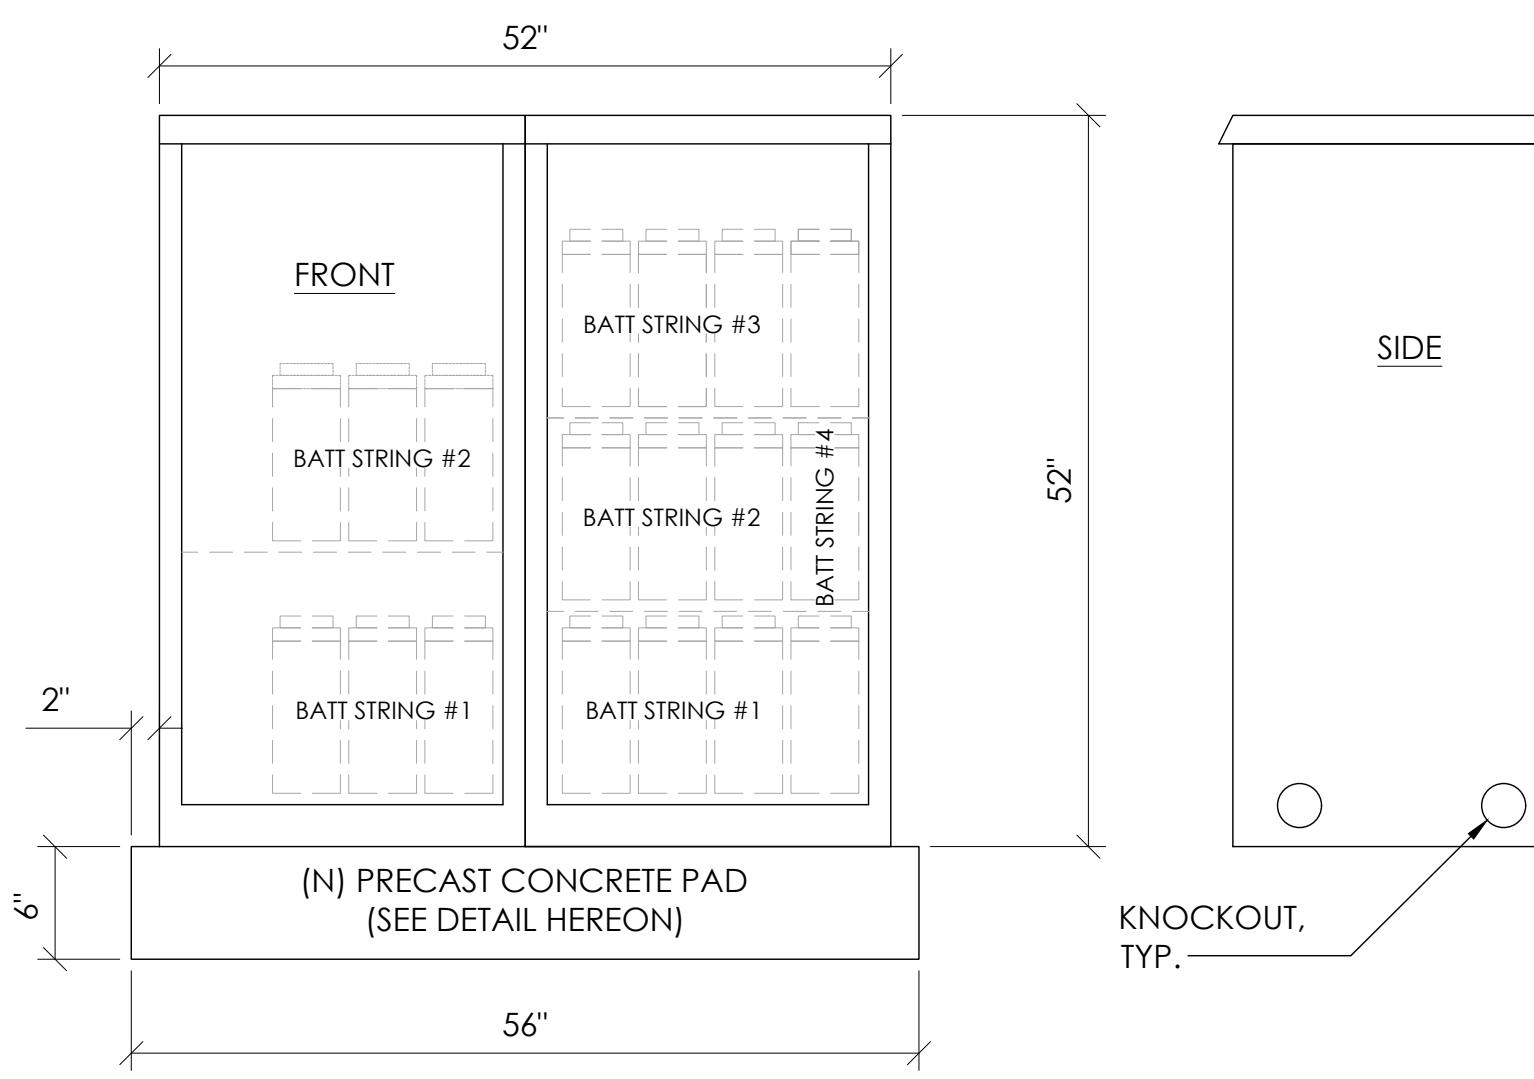 52"
FRONT
BATT STRING #3
SIDE
BATT STRING #2
BATT STRING #4
52"
BATT STRING #2
2"
BATT STRING #1
BATT STRING #1
6"
(N) PRECAST CONCRETE PAD
(SEE DETAIL HEREON)
KNOCKOUT,
TYP.
56"